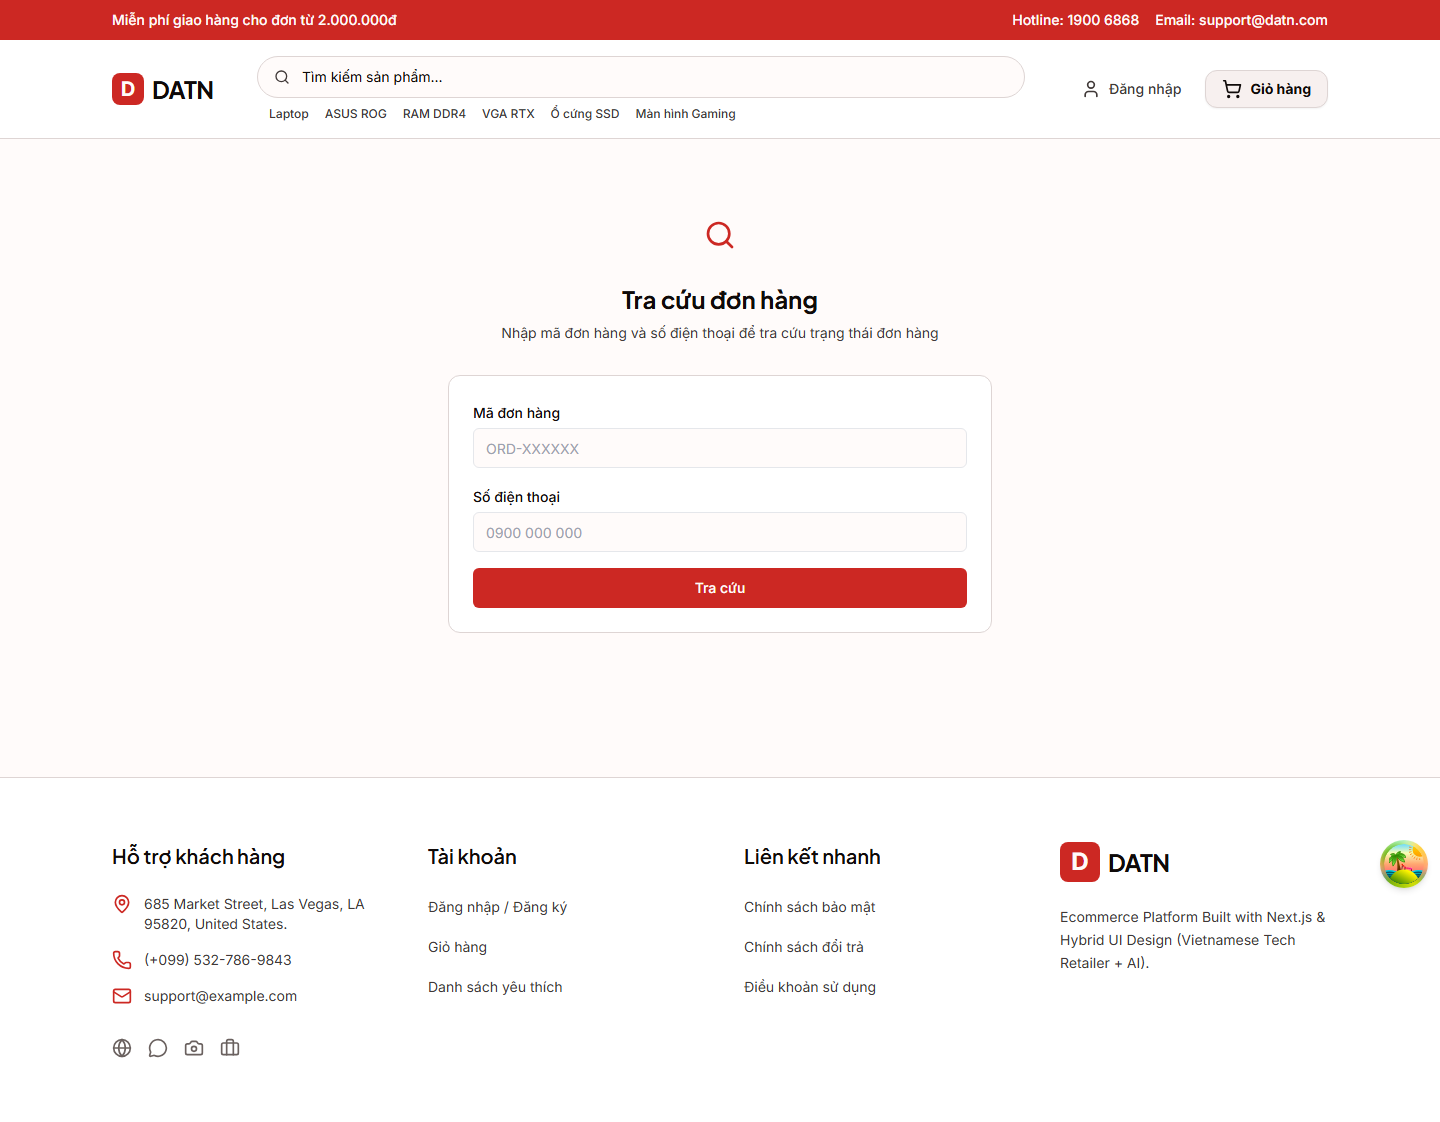 Miễn phí giao hàng cho đơn từ 2.000.000đ
Hotline: 1900 6868 Email: support@datn.com
D DATN
Tìm kiếm sản phẩm...
Laptop ASUS ROG RAM DDR4 VGA RTX Ổ cứng SSD Màn hình Gaming
Đăng nhập
Giỏ hàng
Tra cứu đơn hàng
Nhập mã đơn hàng và số điện thoại để tra cứu trạng thái đơn hàng
Mã đơn hàng
ORD-XXXXXX
Số điện thoại
0900 000 000
Tra cứu
Hỗ trợ khách hàng
685 Market Street, Las Vegas, LA
95820, United States.
(+099) 532-786-9843
support@example.com
Tài khoản
Đăng nhập / Đăng ký
Giỏ hàng
Danh sách yêu thích
Liên kết nhanh
Chính sách bảo mật
Chính sách đổi trả
Điều khoản sử dụng
D DATN
Ecommerce Platform Built with Next.js &
Hybrid UI Design (Vietnamese Tech
Retailer + AI).